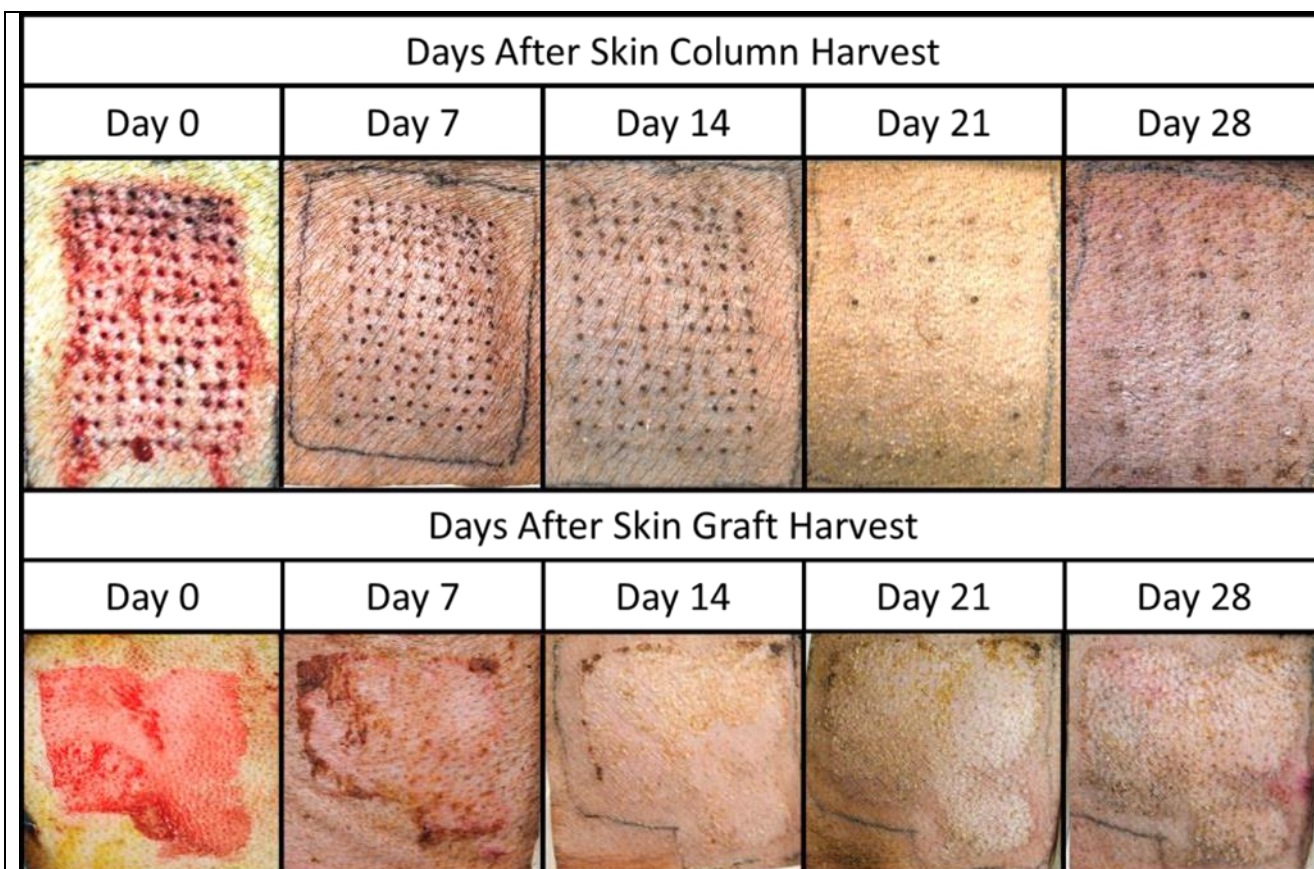 Days After Skin Column Harvest
Day 0 Day 7 Day 14 Day 21 Day 28
Days After Skin Graft Harvest
Day 0 Day 7 Day 14 Day 21 Day 28